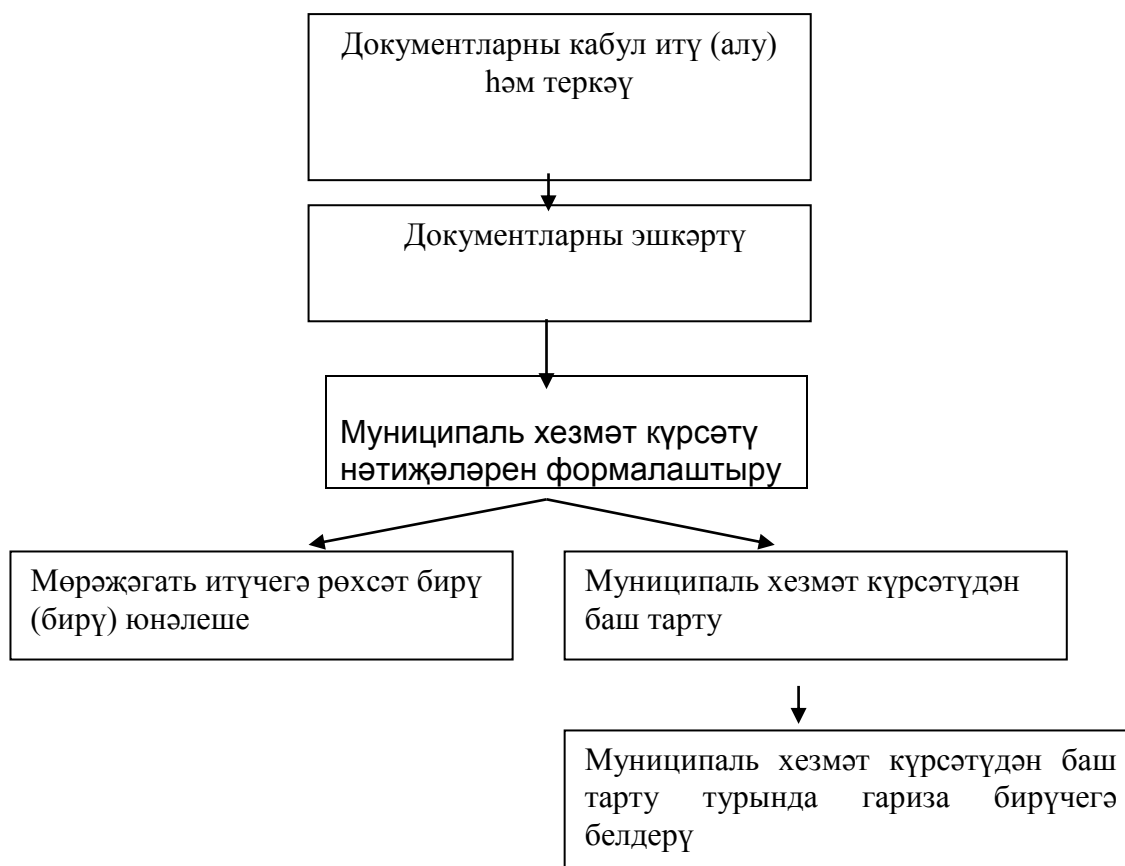 Документларны кабул итү (алу)
һәм теркәү
Документларны эшкәртү
Муниципаль хезмәт күрсәтү
нәтиҗәләрен формалаштыру
Мөрәҗәгать итүчегә рөхсәт бирү
(бирү) юнәлеше
Муниципаль хезмәт күрсәтүдән
баш тарту
Муниципаль хезмәт күрсәтүдән баш
тарту турында гариза бирүчегә
белдерү